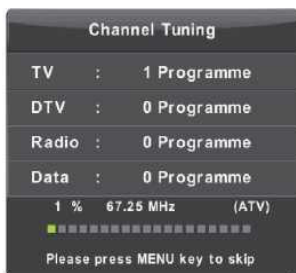 Channel Tuning
TV : 1 Programme
DTV : 0 Programme
Radio : 0 Programme
Data : 0 Programme
1 % 67.25 MHz (ATV)
Please press MENU key to skip